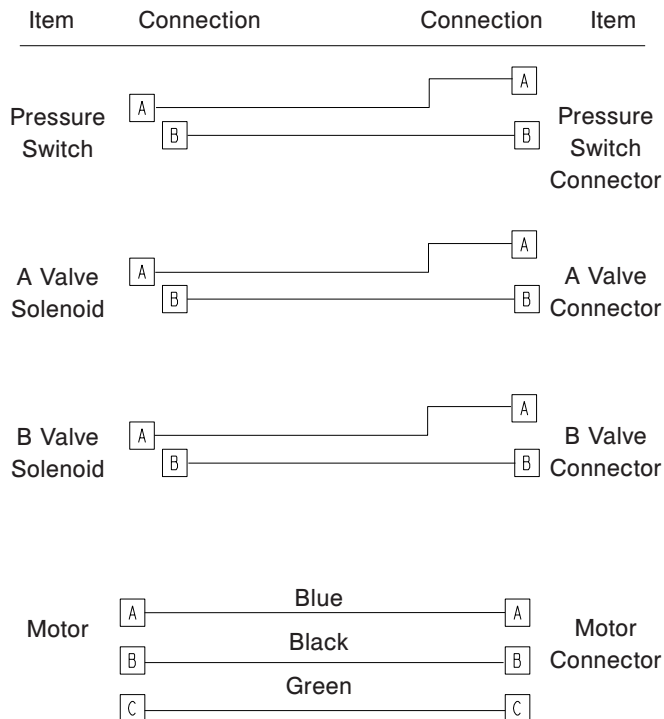 Item Connection Connection Item
A A
Pressure Switch B B Pressure Switch Connector
A A
A Valve Solenoid B B A Valve Connector
A A
B Valve Solenoid B B B Valve Connector
Blue
A A
Motor Black Motor Connector
B B
Green
C C